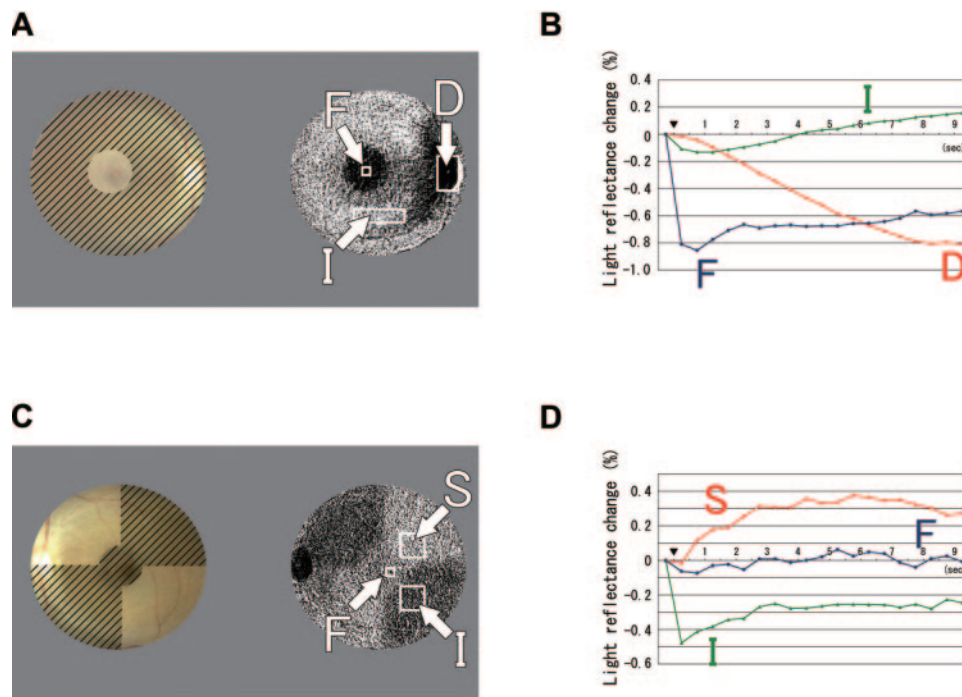 A
F
D
I
B
Light reflectance change (%)
0.4
0.2
0
-0.2
-0.4
-0.6
-0.8
-1.0
1 2 3 4 5 6 7 8 9
(sec)
I
F
D
C
S
F
I
D
Light reflectance change (%)
0.4
0.2
0
-0.2
-0.4
-0.6
1 2 3 4 5 6 7 8 9
(sec
S
F
I